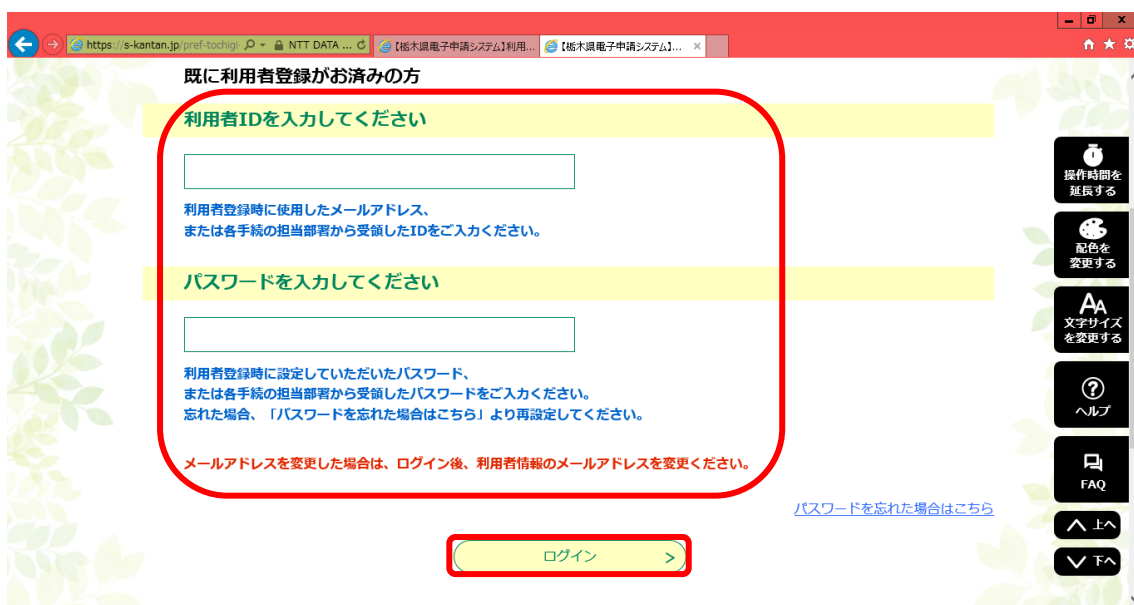 https://s-kantan.jp/pref-tochigi- NTT DATA ... 【栃木県電子申請システム】利用... 【栃木県電子申請システム】...
既に利用者登録がお済みの方
利用者IDを入力してください
利用者登録時に使用したメールアドレス、
または各手続の担当部署から受領したIDをご入力ください。
パスワードを入力してください
利用者登録時に設定していただいたパスワード、
または各手続の担当部署から受領したパスワードをご入力ください。
忘れた場合、「パスワードを忘れた場合はこちら」より再設定してください。
メールアドレスを変更した場合は、ログイン後、利用者情報のメールアドレスを変更ください。
パスワードを忘れた場合はこちら
ログイン
操作時間を
延長する
配色を
変更する
AA
文字サイズ
を変更する
ヘルプ
FAQ
上へ
下へ